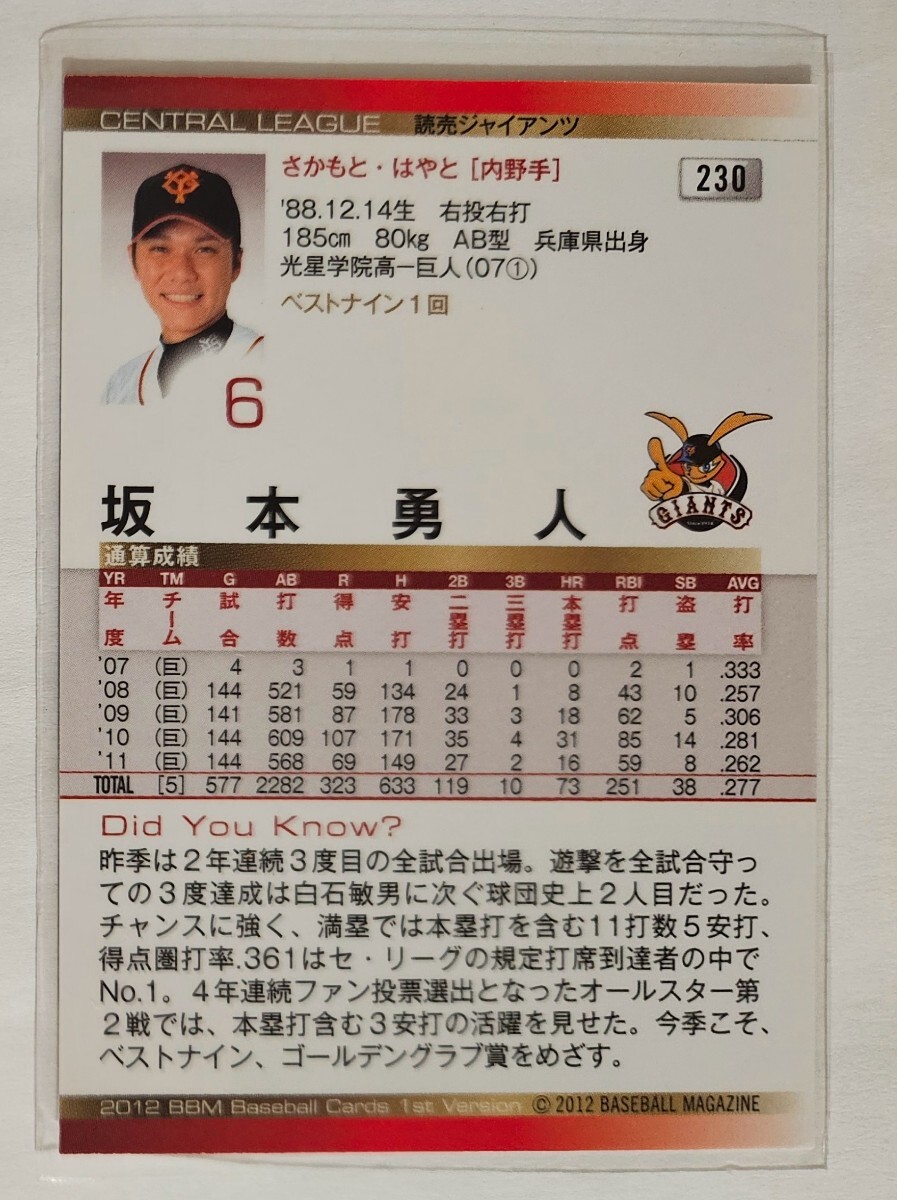 CENTRAL LEAGUE 読売ジャイアンツ
さかもと・はやと [内野手]
230
'88.12.14生 右投右打
185cm 80kg AB型 兵庫県出身
光星学院高ー巨人(07①)
ベストナイン1回
6
坂本勇人
GIANTS
通算成績
YR TM G AB R H 2B 3B HR RBI SB AVG
年度 チーム 試合 打数 得点 安打 二塁打 三塁打 本塁打 打点 盗塁 打率
'07 (巨) 4 3 1 1 0 0 0 2 1 .333
'08 (巨) 144 521 59 134 24 1 8 43 10 .257
'09 (巨) 141 581 87 178 33 3 18 62 5 .306
'10 (巨) 144 609 107 171 35 4 31 85 14 .281
'11 (巨) 144 568 69 149 27 2 16 59 8 .262
TOTAL [5] 577 2282 323 633 119 10 73 251 38 .277
Did You Know?
昨季は2年連続3度目の全試合出場。遊撃を全試合守っ
ての3度達成は白石敏男に次ぐ球団史上2人目だった。
チャンスに強く、満塁では本塁打を含む11打数5安打、
得点圏打率.361はセ・リーグの規定打席到達者の中で
No.1。4年連続ファン投票選出となったオールスター第
2戦では、本塁打含む3安打の活躍を見せた。今季こそ、
ベストナイン、ゴールデングラブ賞をめざす。
2012 BBM Baseball Cards 1st Version © 2012 BASEBALL MAGAZINE